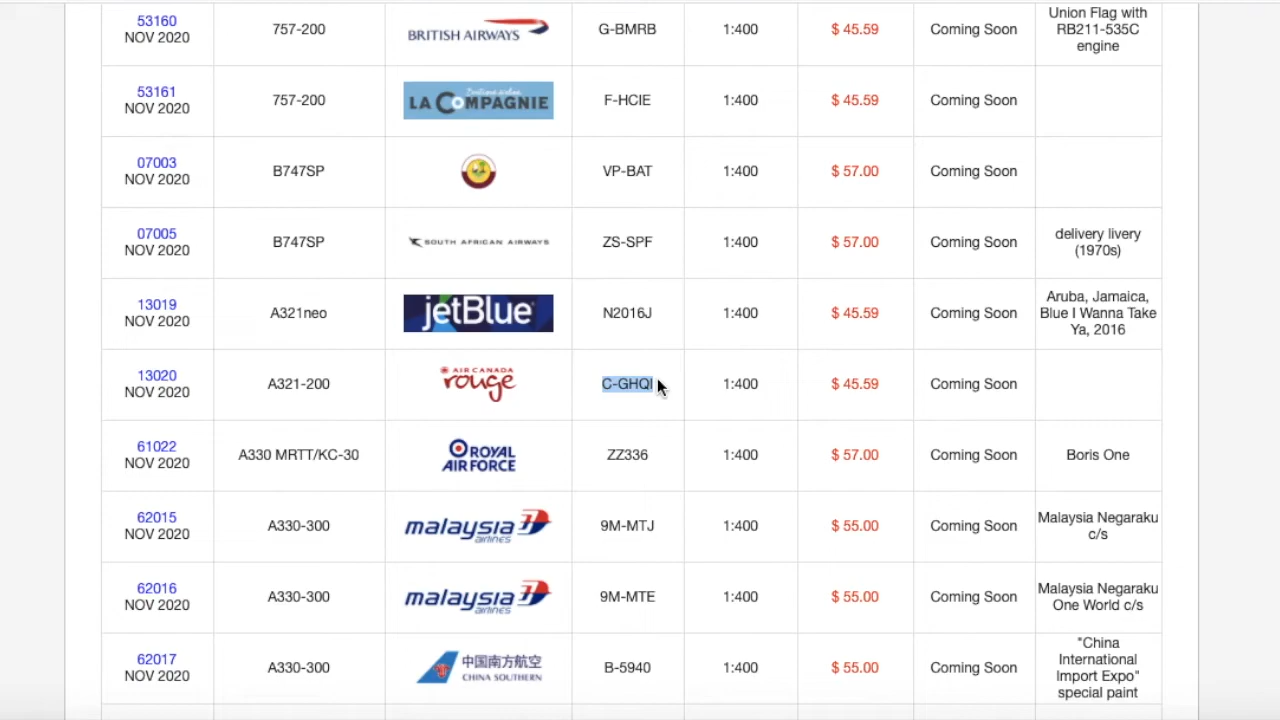 53160
NOV 2020
757-200
BRITISH AIRWAYS
G-BMRB
1:400
$ 45.59
Coming Soon
Union Flag with
RB211-535C
engine
53161
NOV 2020
757-200
LA COMPAGNIE
F-HCIE
1:400
$ 45.59
Coming Soon
07003
NOV 2020
B747SP
VP-BAT
1:400
$ 57.00
Coming Soon
07005
NOV 2020
B747SP
SOUTH AFRICAN AIRWAYS
ZS-SPF
1:400
$ 57.00
Coming Soon
delivery livery
(1970s)
13019
NOV 2020
A321neo
jetBlue
N2016J
1:400
$ 45.59
Coming Soon
Aruba, Jamaica,
Blue I Wanna Take
Ya, 2016
13020
NOV 2020
A321-200
AIR CANADA
rouge
C-GHQI
1:400
$ 45.59
Coming Soon
61022
NOV 2020
A330 MRTT/KC-30
ROYAL
AIR FORCE
ZZ336
1:400
$ 57.00
Coming Soon
Boris One
62015
NOV 2020
A330-300
malaysia
airlines
9M-MTJ
1:400
$ 55.00
Coming Soon
Malaysia Negaraku
c/s
62016
NOV 2020
A330-300
malaysia
airlines
9M-MTE
1:400
$ 55.00
Coming Soon
Malaysia Negaraku
One World c/s
62017
NOV 2020
A330-300
中国南方航空
CHINA SOUTHERN
B-5940
1:400
$ 55.00
Coming Soon
"China
International
Import Expo"
special paint